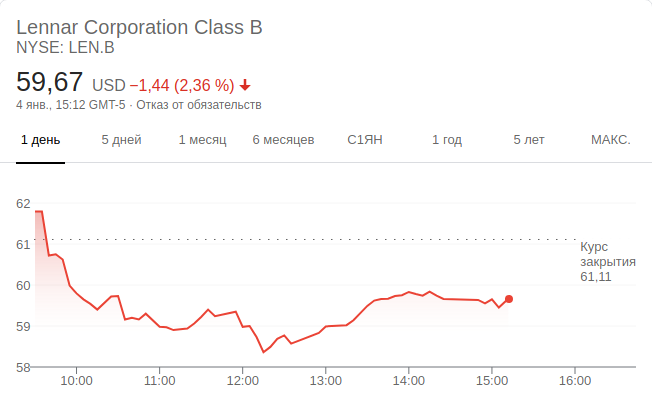 Lennar Corporation Class B
NYSE: LEN.B
59,67 USD −1,44 (2,36 %)
4 янв., 15:12 GMT-5 · Отказ от обязательств
1 день 5 дней 1 месяц 6 месяцев С1ЯН 1 год 5 лет МАКС.
62
61
60
59
58
Курс
закрытия
61,11
10:00 11:00 12:00 13:00 14:00 15:00 16:00